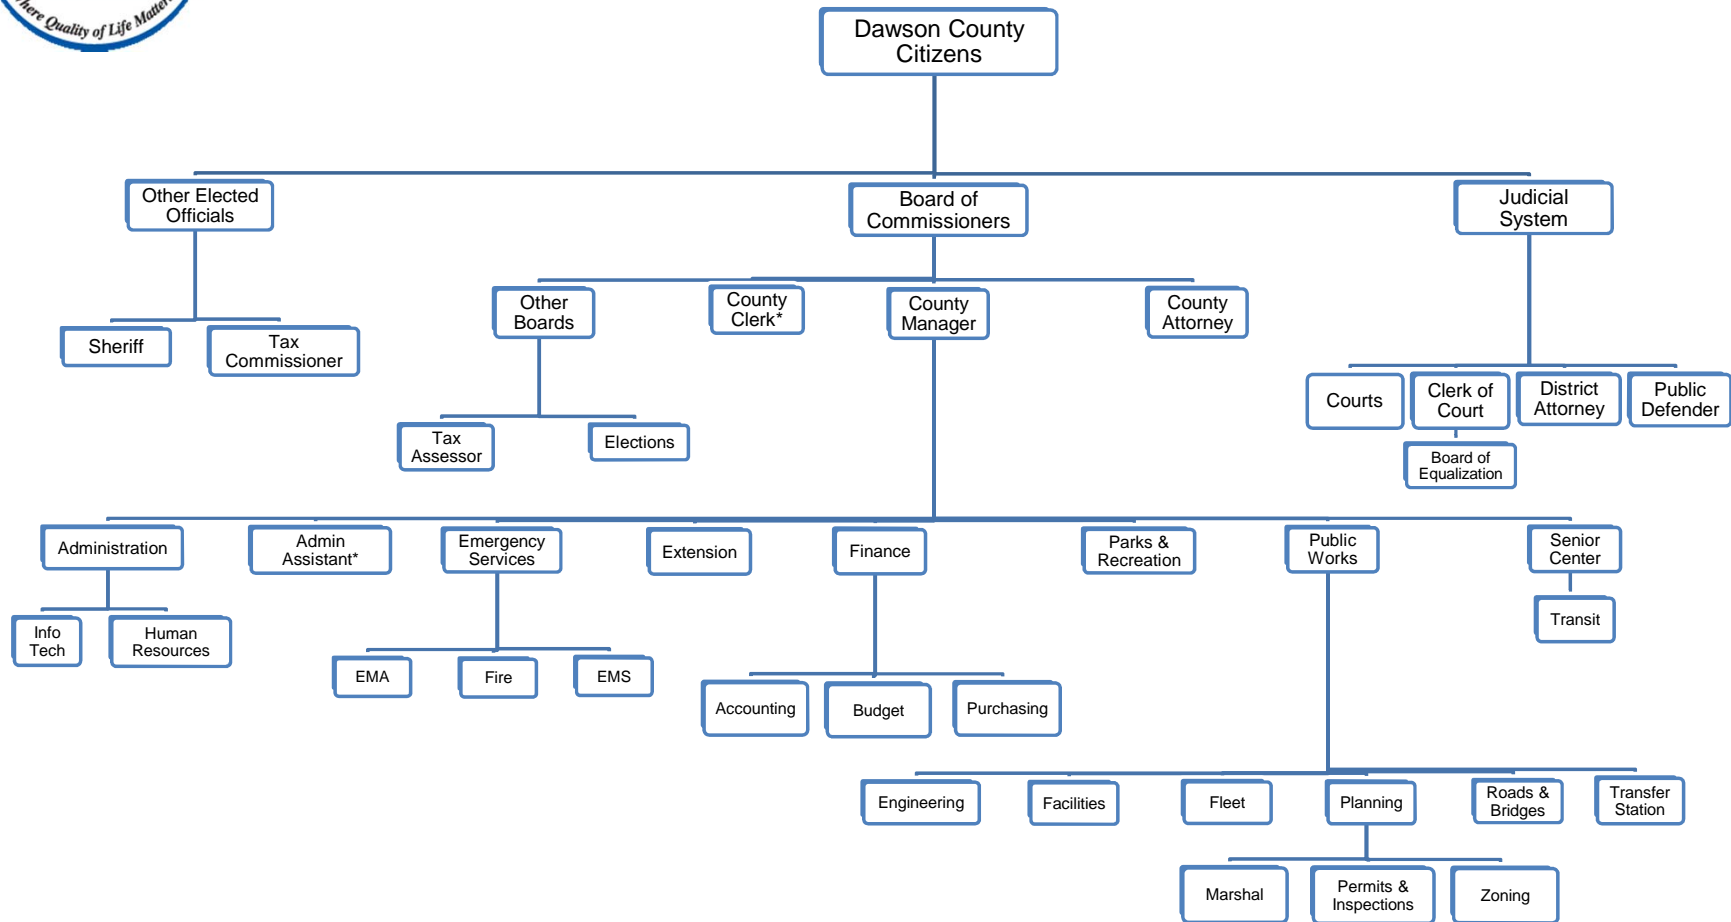 here Quality of Life Matter
Dawson County
Citizens
Other Elected
Officials
Board of
Commissioners
Judicial
System
Other
Boards
County
Clerk*
County
Manager
County
Attorney
Sheriff
Tax
Commissioner
Courts
Clerk of
Court
District
Attorney
Public
Defender
Tax
Assessor
Elections
Board of
Equalization
Administration
Admin
Assistant*
Emergency
Services
Extension
Finance
Parks &
Recreation
Public
Works
Senior
Center
Info
Tech
Human
Resources
Transit
EMA
Fire
EMS
Accounting
Budget
Purchasing
Engineering
Facilities
Fleet
Planning
Roads &
Bridges
Transfer
Station
Marshal
Permits &
Inspections
Zoning